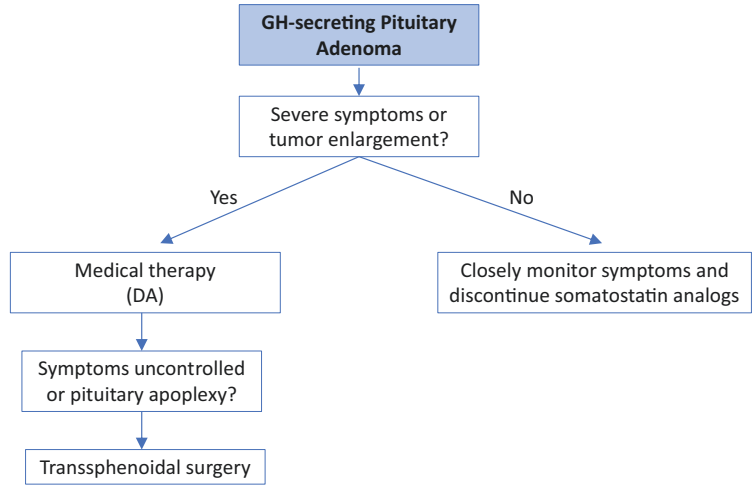 GH-secreting Pituitary
Adenoma
Severe symptoms or
tumor enlargement?
Yes
No
Medical therapy
(DA)
Closely monitor symptoms and
discontinue somatostatin analogs
Symptoms uncontrolled
or pituitary apoplexy?
Transsphenoidal surgery